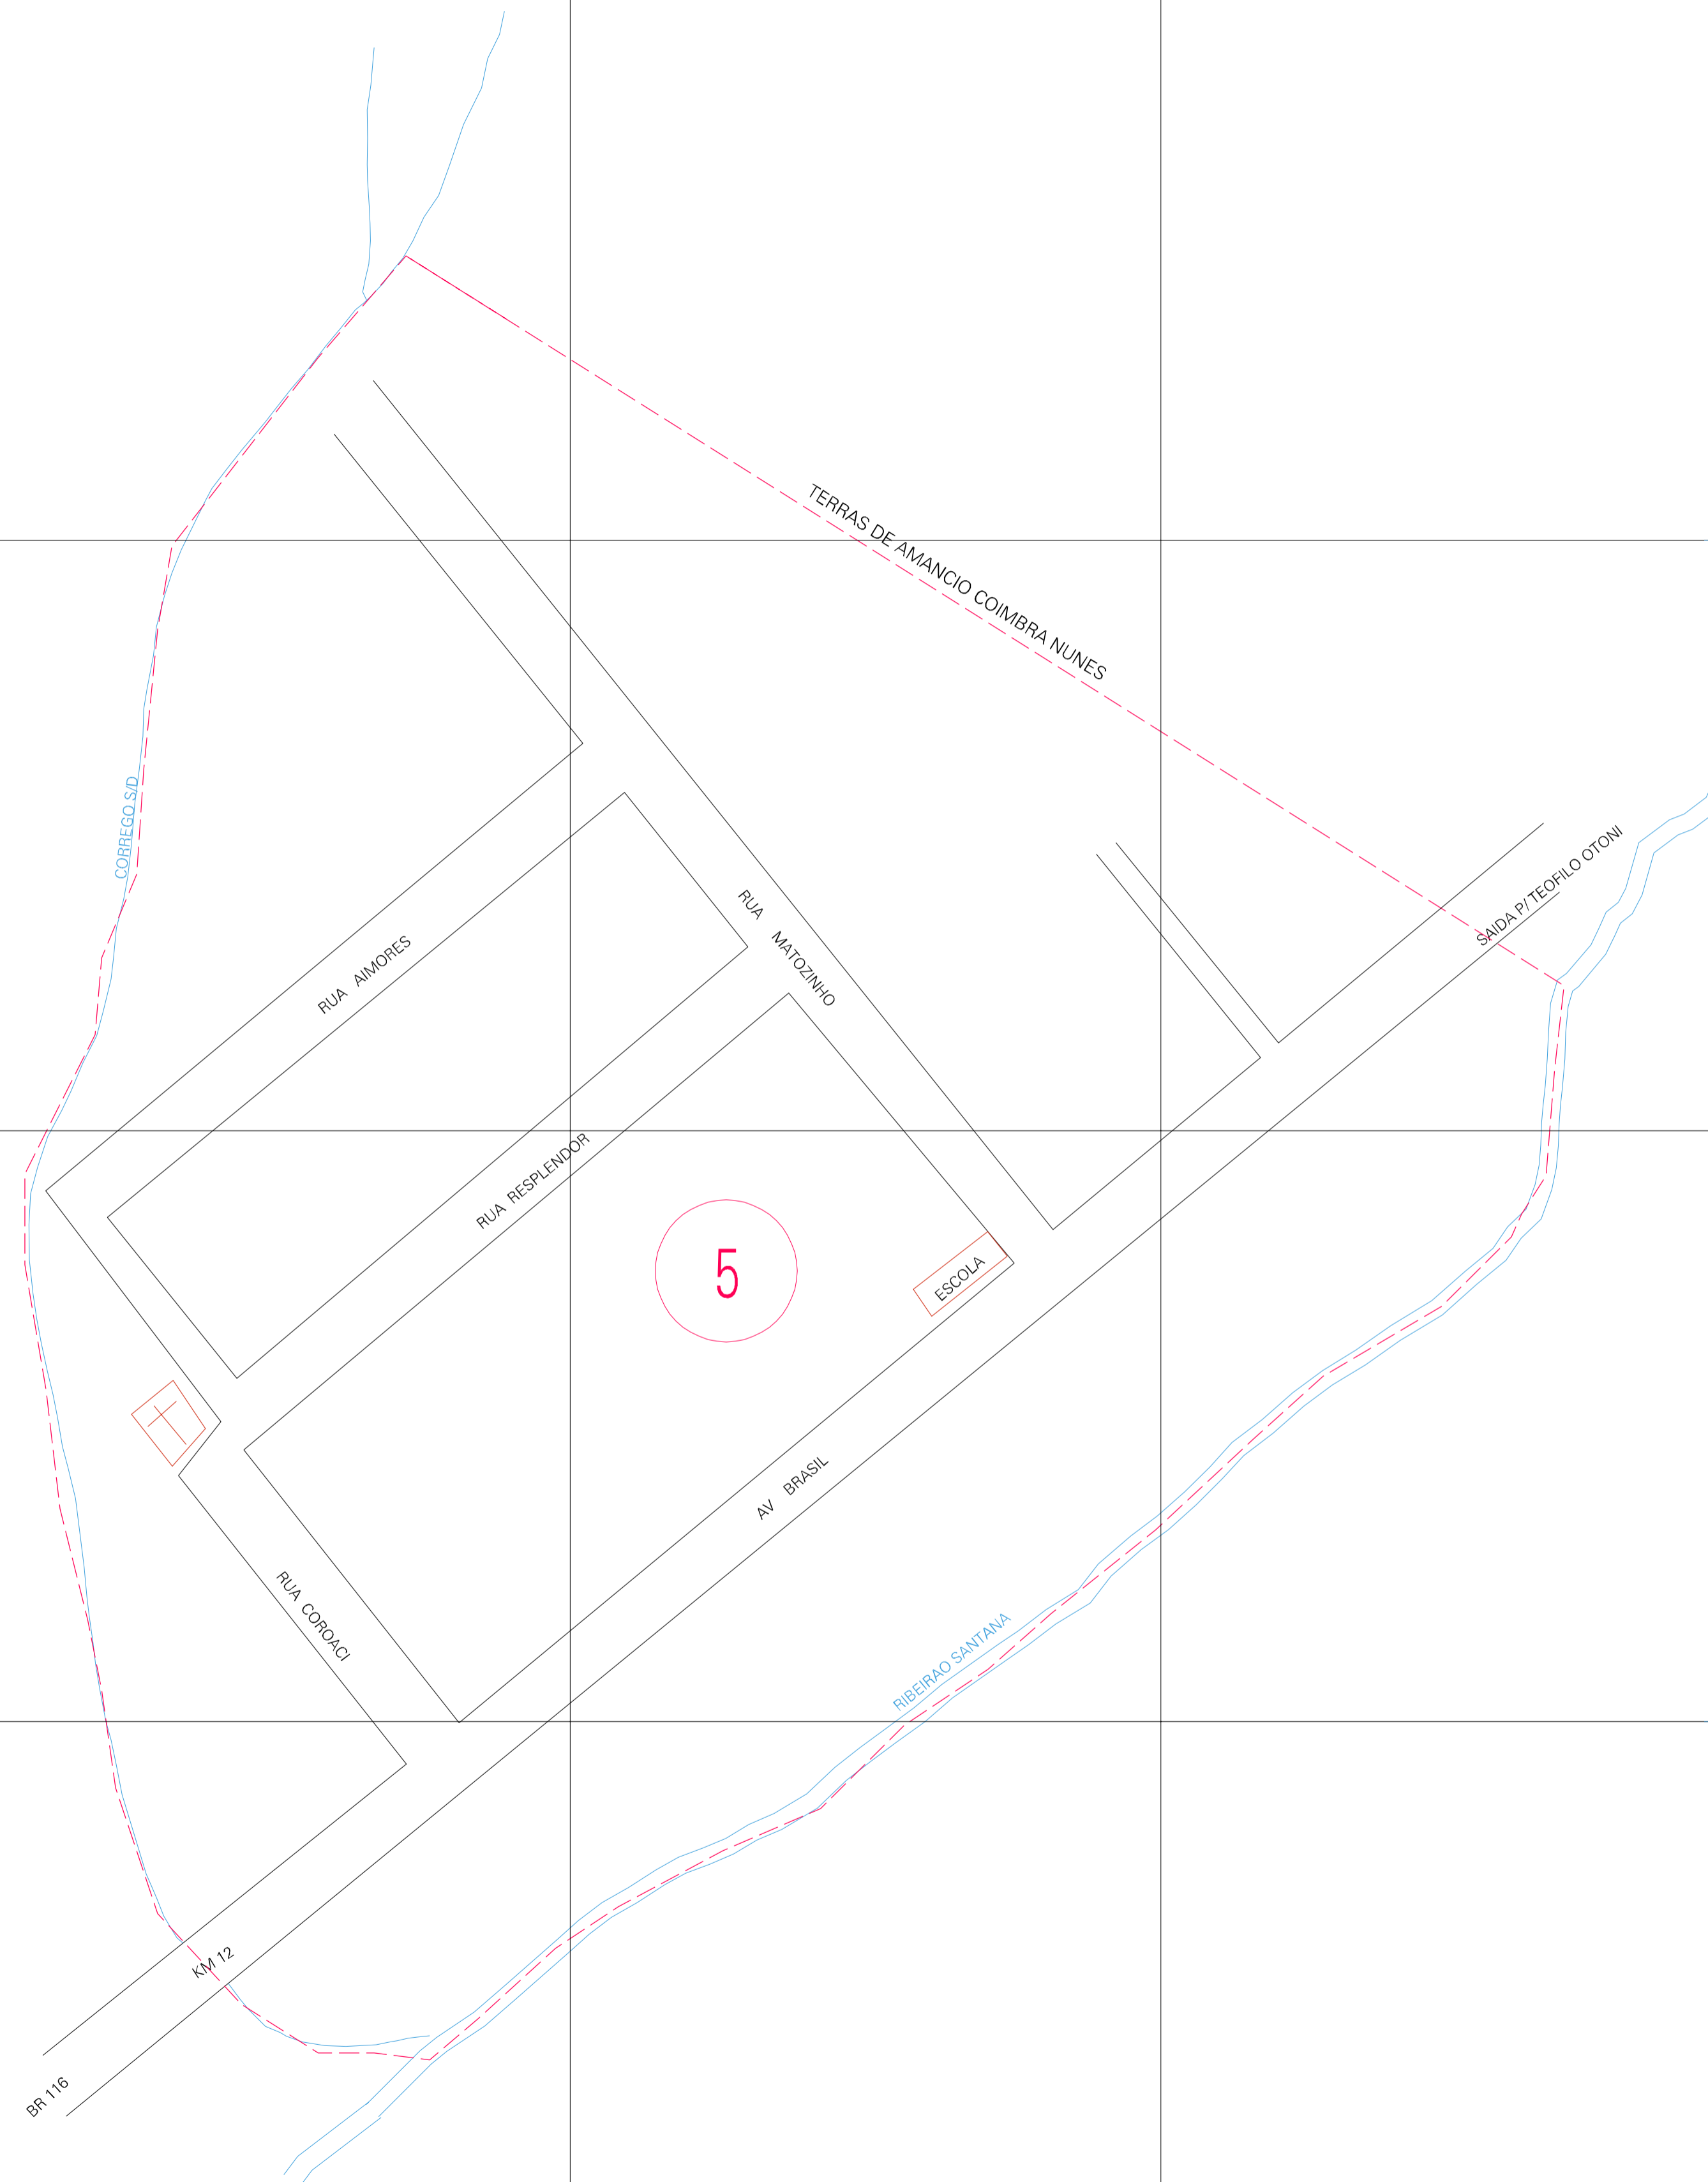 TERRAS DE AMANCIO COIMBRA NUNES
CORREGO S/D
SAIDA P/ TEOFILO OTONI
RUA MATOZINHO
RUA AIMORES
RUA RESPLENDOR
5
ESCOLA
AV BRASIL
RUA COROACI
RIBEIRAO SANTANA
KM 12
BR 116